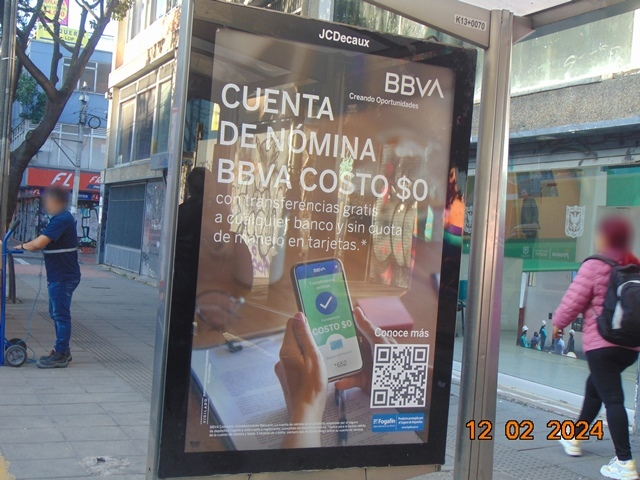 K13+0070
JCDecaux
BBVA
Creando Oportunidades
CUENTA
DE NÓMINA
BBVA COSTO $0
con transferencias gratis
a cualquier banco y sin cuota
de manejo en tarjetas.*
COSTO $0
Conoce más
Fogafín
12 02 2024